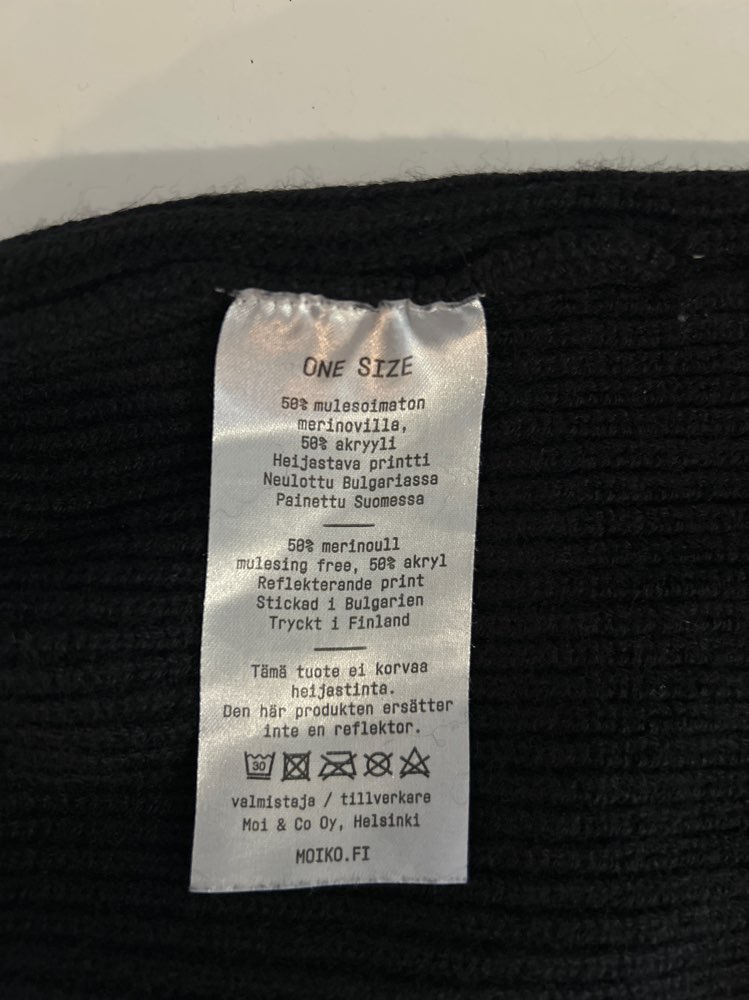 ONE SIZE
50% mulesoimaton
merinovilla,
50% akryyli
Heijastava printti
Neulottu Bulgariassa
Painettu Suomessa
50% merinoull
mulesing free, 50% akryl
Reflekterande print
Stickad i Bulgarien
Tryckt i Finland
Tämä tuote ei korvaa
heijastinta.
Den här produkten ersätter
inte en reflektor.
30
valmistaja / tillverkare
Moi & Co Oy, Helsinki
MOIKO.FI